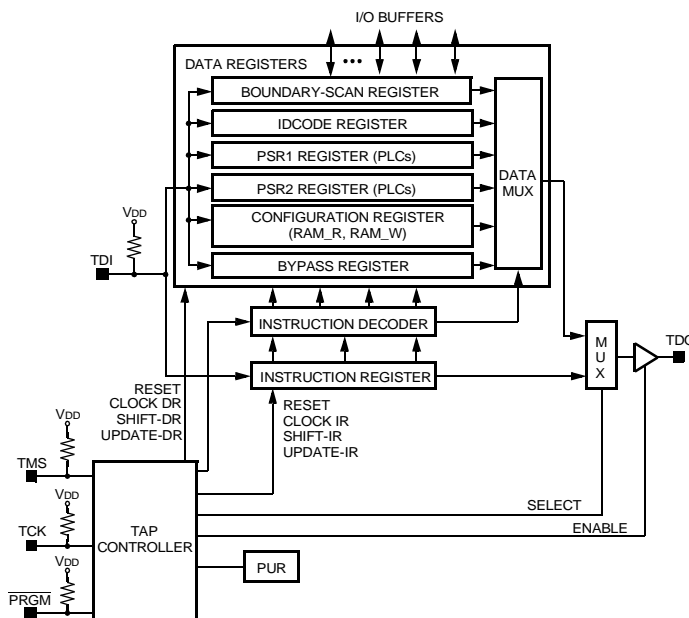 I/O BUFFERS
DATA REGISTERS
•••
BOUNDARY-SCAN REGISTER
IDCODE REGISTER
PSR1 REGISTER (PLCs)
PSR2 REGISTER (PLCs)
CONFIGURATION REGISTER
(RAM_R, RAM_W)
BYPASS REGISTER
DATA
MUX
VDD
TDI
INSTRUCTION DECODER
INSTRUCTION REGISTER
M
U
X
TDO
RESET
CLOCK DR
SHIFT-DR
UPDATE-DR
RESET
CLOCK IR
SHIFT-IR
UPDATE-IR
VDD
TMS
VDD
TCK
VDD
PRGM
TAP
CONTROLLER
SELECT
ENABLE
PUR